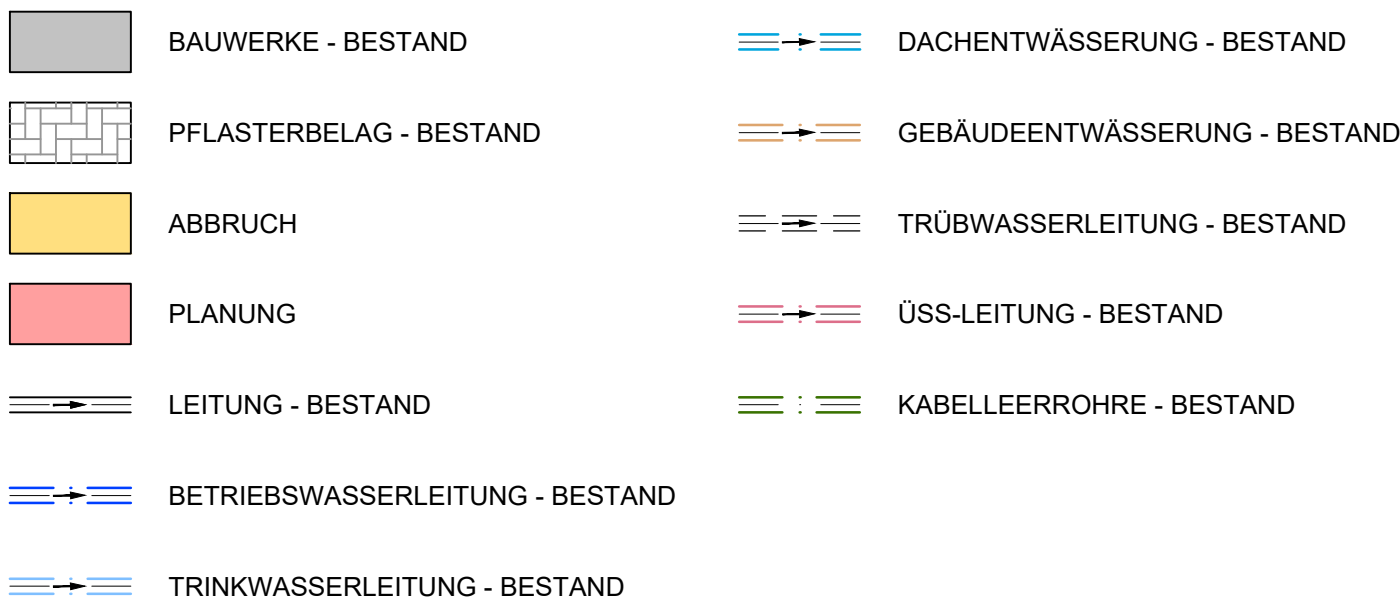 BAUWERKE - BESTAND
PFLASTERBELAG - BESTAND
ABBRUCH
PLANUNG
LEITUNG - BESTAND
BETRIEBSWASSERLEITUNG - BESTAND
TRINKWASSERLEITUNG - BESTAND
DACHENTWÄSSERUNG - BESTAND
GEBÄUDEENTWÄSSERUNG - BESTAND
TRÜBWASSERLEITUNG - BESTAND
ÜSS-LEITUNG - BESTAND
KABELLEERROHRE - BESTAND